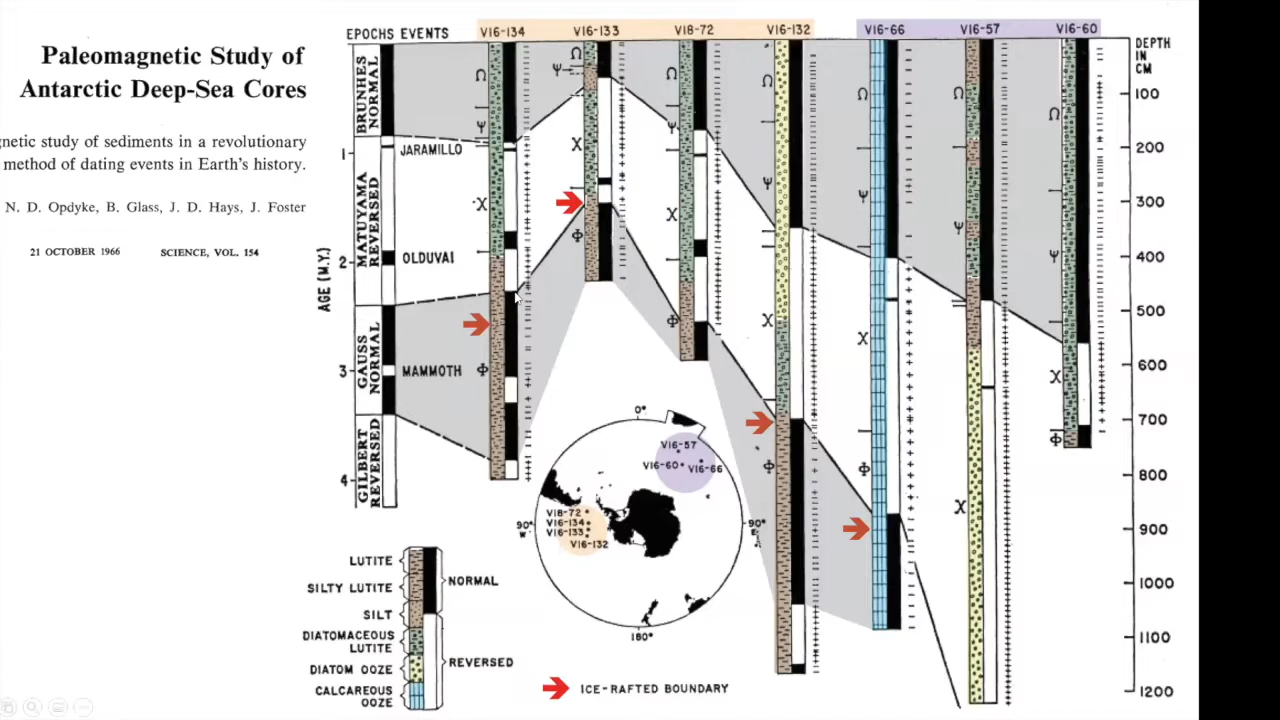 Paleomagnetic Study of
Antarctic Deep-Sea Cores
gnetic study of sediments in a revolutionary
method of dating events in Earth's history.
N. D. Opdyke, B. Glass, J. D. Hays, J. Foster
21 OCTOBER 1966 SCIENCE, VOL. 154
EPOCHS EVENTS V16-134 V16-133 V18-72 V16-132 V16-66 V16-57 V16-60
DEPTH
IN
CM
BRUNHES
NORMAL
MATUYAMA
REVERSED
GAUSS
NORMAL
GILBERT
REVERSED
AGE (M.Y.)
1
2
3
4
JARAMILLO
OLDUVAI
MAMMOTH
Ω
Ψ
χ
Φ
Ω
Ψ
χ
Φ
Ω
Ψ
χ
Φ
Ω
Ψ
χ
Φ
Ω
Ψ
χ
Φ
Ω
Ψ
χ
Ω
Ψ
χ
Φ
100
200
300
400
500
600
700
800
900
1000
1100
1200
0°
V16-57
V16-60 V16-66
V18-72
V16-134
V16-133
V16-132
90°
W
90°
E
180°
LUTITE
SILTY LUTITE
SILT
DIATOMACEOUS
LUTITE
DIATOM OOZE
CALCAREOUS
OOZE
NORMAL
REVERSED
ICE-RAFTED BOUNDARY